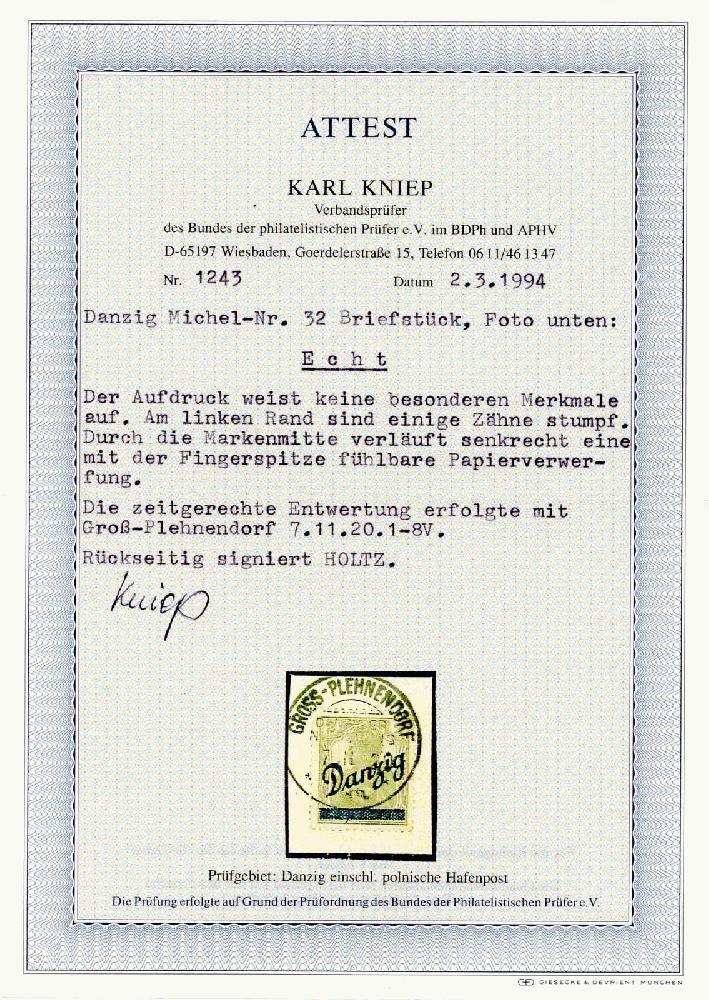 ATTEST
KARL KNIEP
Verbandsprüfer
des Bundes der philatelistischen Prüfer e.V. im BDPh und APHV
D-65197 Wiesbaden, Goerdelerstraße 15, Telefon 06 11/46 13 47
Nr. 1243 Datum 2.3.1994
Danzig Michel-Nr. 32 Briefstück, Foto unten:
E c h t
Der Aufdruck weist keine besonderen Merkmale
auf. Am linken Rand sind einige Zähne stumpf.
Durch die Markenmitte verläuft senkrecht eine
mit der Fingerspitze fühlbare Papierverwer-
fung.
Die zeitgerechte Entwertung erfolgte mit
Groß-Plehnendorf 7.11.20.1-8V.
Rückseitig signiert HOLTZ.
Kniep
GROSS-PLEHNENDORF
Danzig
Prüfgebiet: Danzig einschl. polnische Hafenpost
Die Prüfung erfolgte auf Grund der Prüfordnung des Bundes der Philatelistischen Prüfer e.V.
GIESECKE & DEVRIENT MÜNCHEN